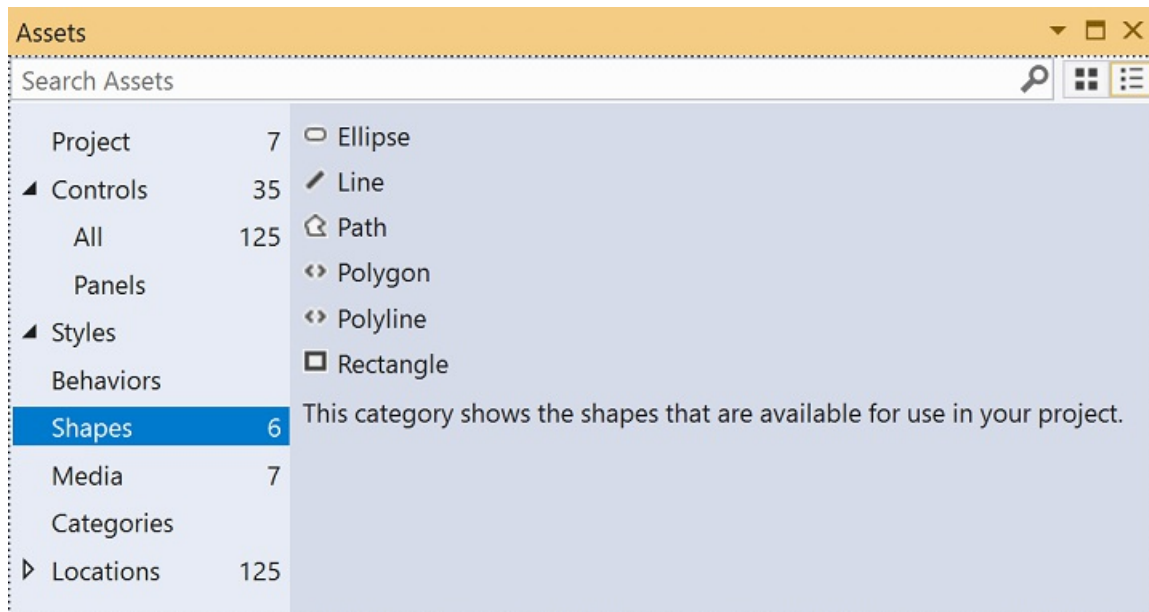 Assets
Search Assets
Project 7
Controls 35
All 125
Panels
Styles
Behaviors
Shapes 6
Media 7
Categories
Locations 125
Ellipse
Line
Path
Polygon
Polyline
Rectangle
This category shows the shapes that are available for use in your project.